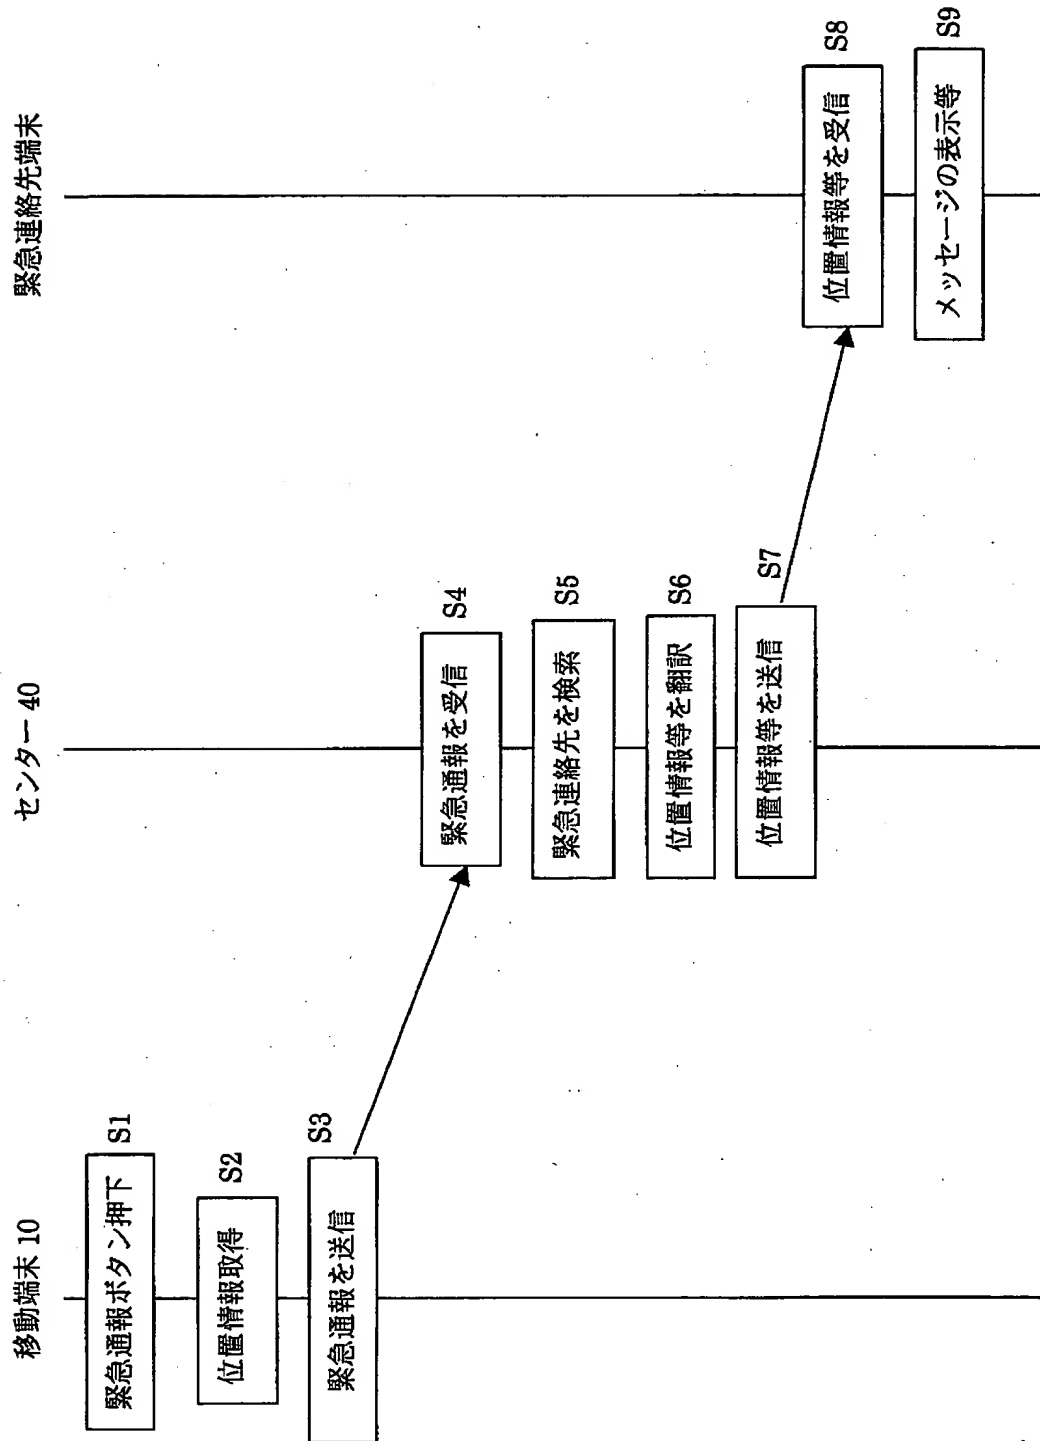 移動端末 10
緊急通報ボタン押下
S1
位置情報取得
S2
緊急通報を送信
S3
センター 40
緊急通報を受信
S4
緊急連絡先を検索
S5
位置情報等を翻訳
S6
位置情報等を送信
S7
緊急連絡先端末
位置情報等を受信
S8
メッセージの表示等
S9